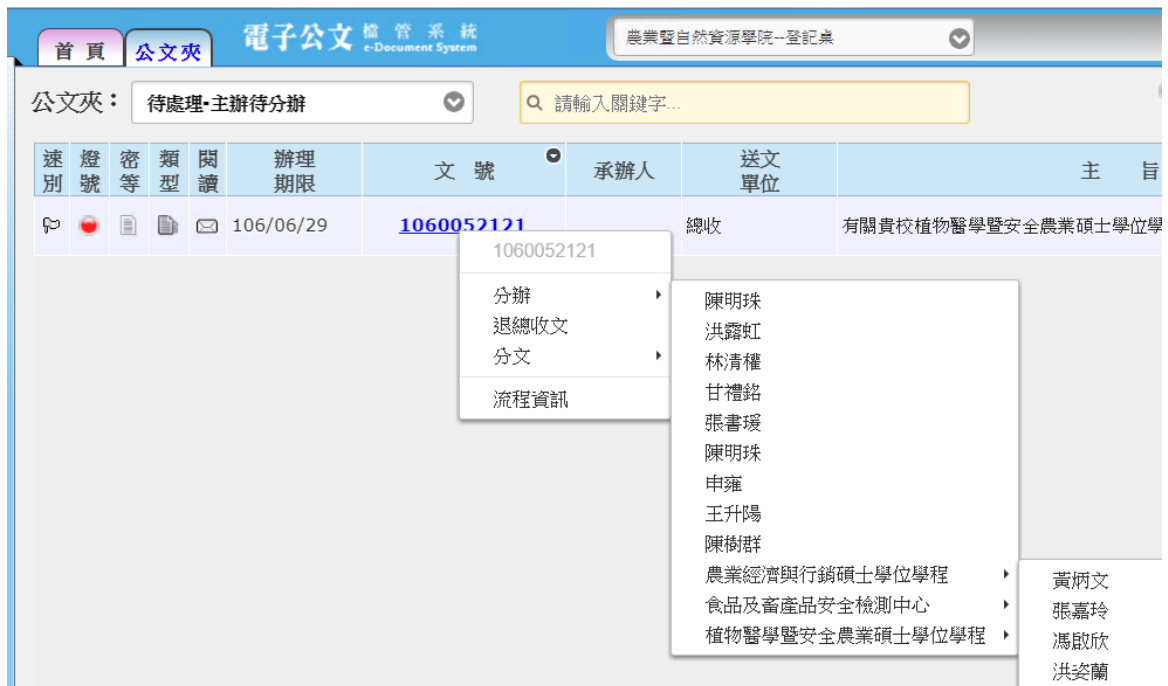 首 頁
公文夾
電子公文 檔 管 系 統
e-Document System
農業暨自然資源學院--登記桌
公文夾：
待處理-主辦待分辦
請輸入關鍵字...
速別 燈號 密等 類型 閱讀 辦理期限 文 號 承辦人 送文單位 主 旨
106/06/29 1060052121 總收 有關貴校植物醫學暨安全農業碩士學位學
1060052121
分辦
退總收文
分文
流程資訊
陳明珠
洪露虹
林清權
甘禮銘
張書瑗
陳明珠
申雍
王升陽
陳樹群
農業經濟與行銷碩士學位學程
食品及畜產品安全檢測中心
植物醫學暨安全農業碩士學位學程
黃炳文
張嘉玲
馮啟欣
洪姿蘭